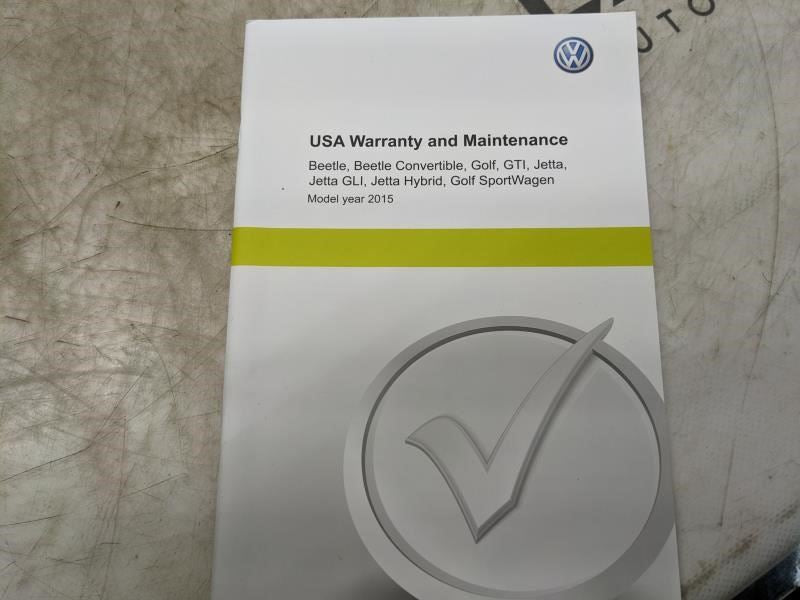 UTO
USA Warranty and Maintenance
Beetle, Beetle Convertible, Golf, GTI, Jetta,
Jetta GLI, Jetta Hybrid, Golf SportWagen
Model year 2015